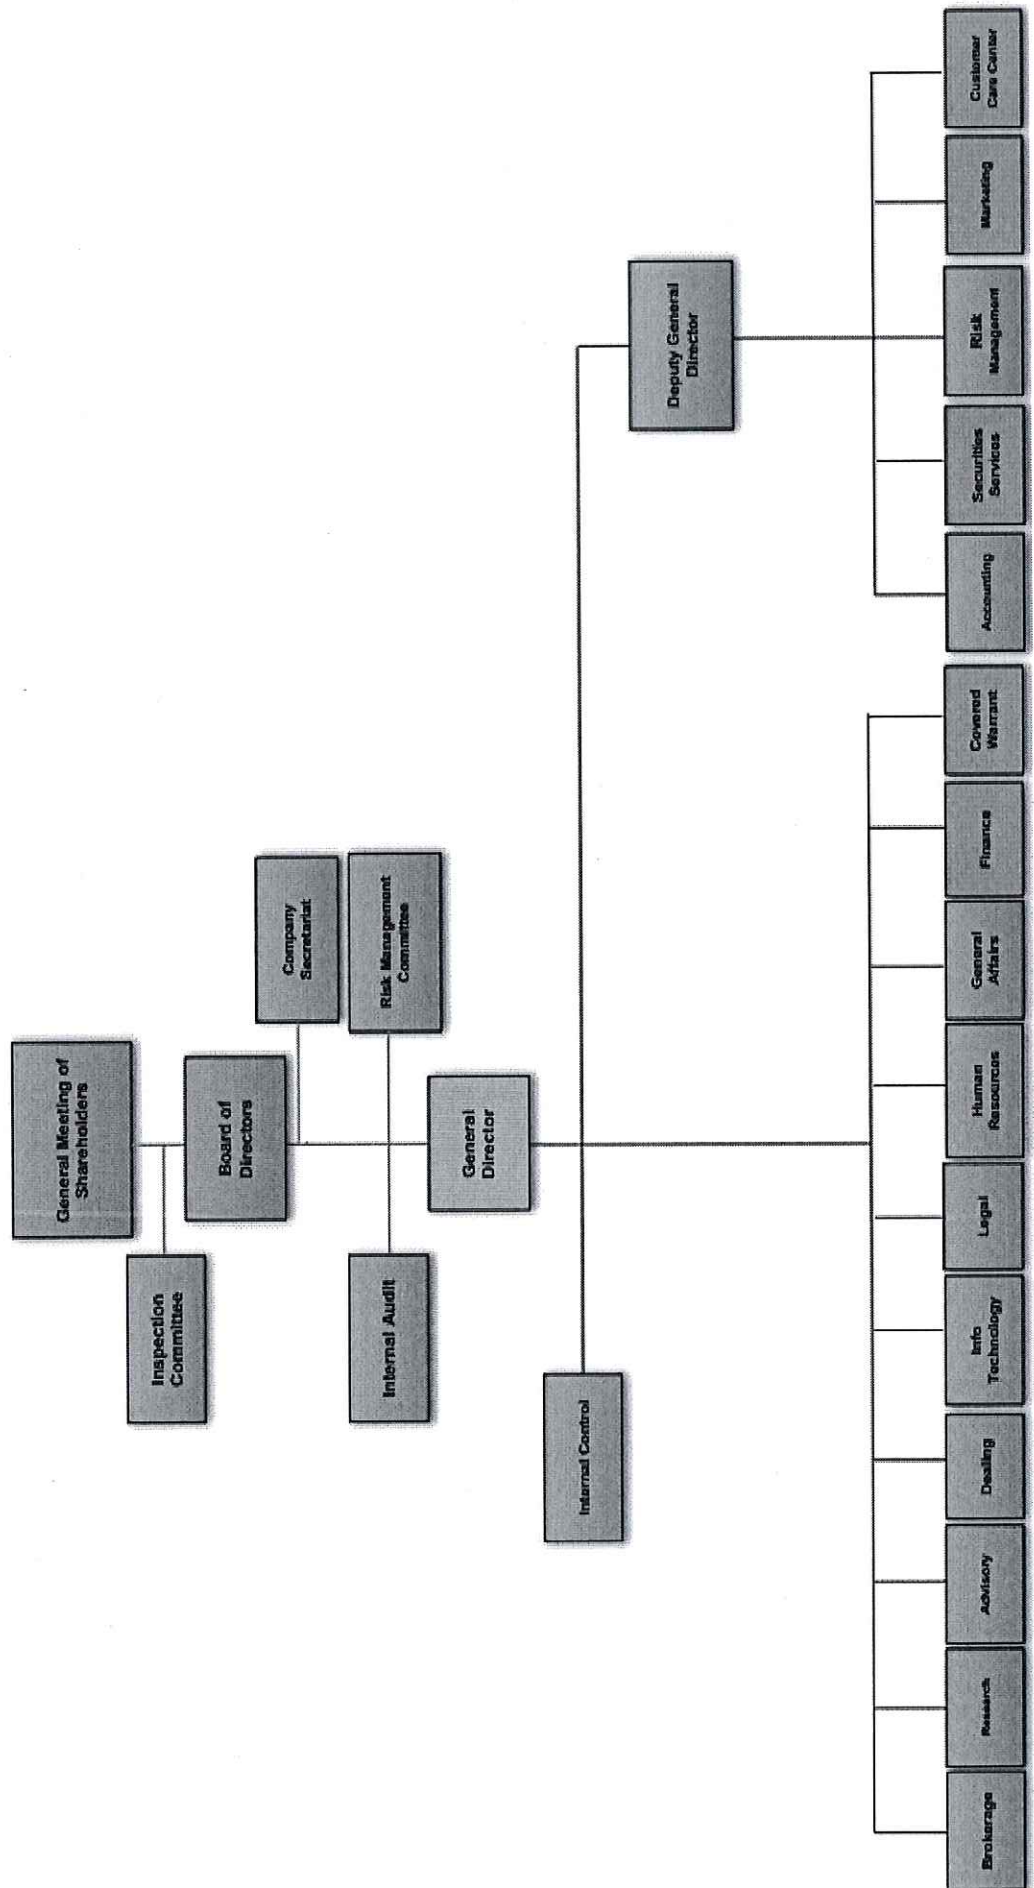 General Meeting of
Shareholders
Inspection
Committee
Board of
Directors
Company
Secretariat
Internal Audit
Risk Management
Committee
General
Director
Internal Control
Deputy General
Director
Brokerage
Research
Advisory
Dealing
Info
Technology
Legal
Human
Resources
General
Affairs
Finance
Covered
Warrant
Accounting
Securities
Services
Risk
Management
Marketing
Customer
Care Center